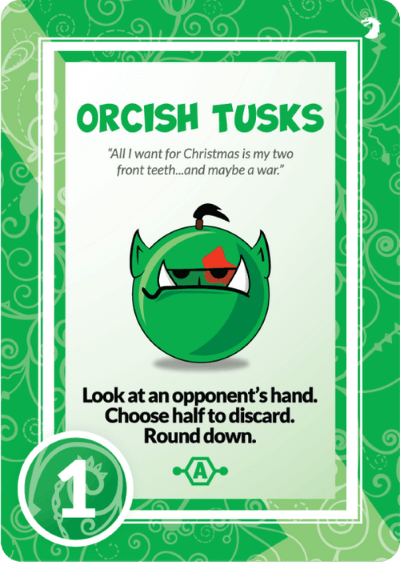 ORCISH TUSKS
“All I want for Christmas is my two
front teeth...and maybe a war.”
Look at an opponent’s hand.
Choose half to discard.
Round down.
A
1